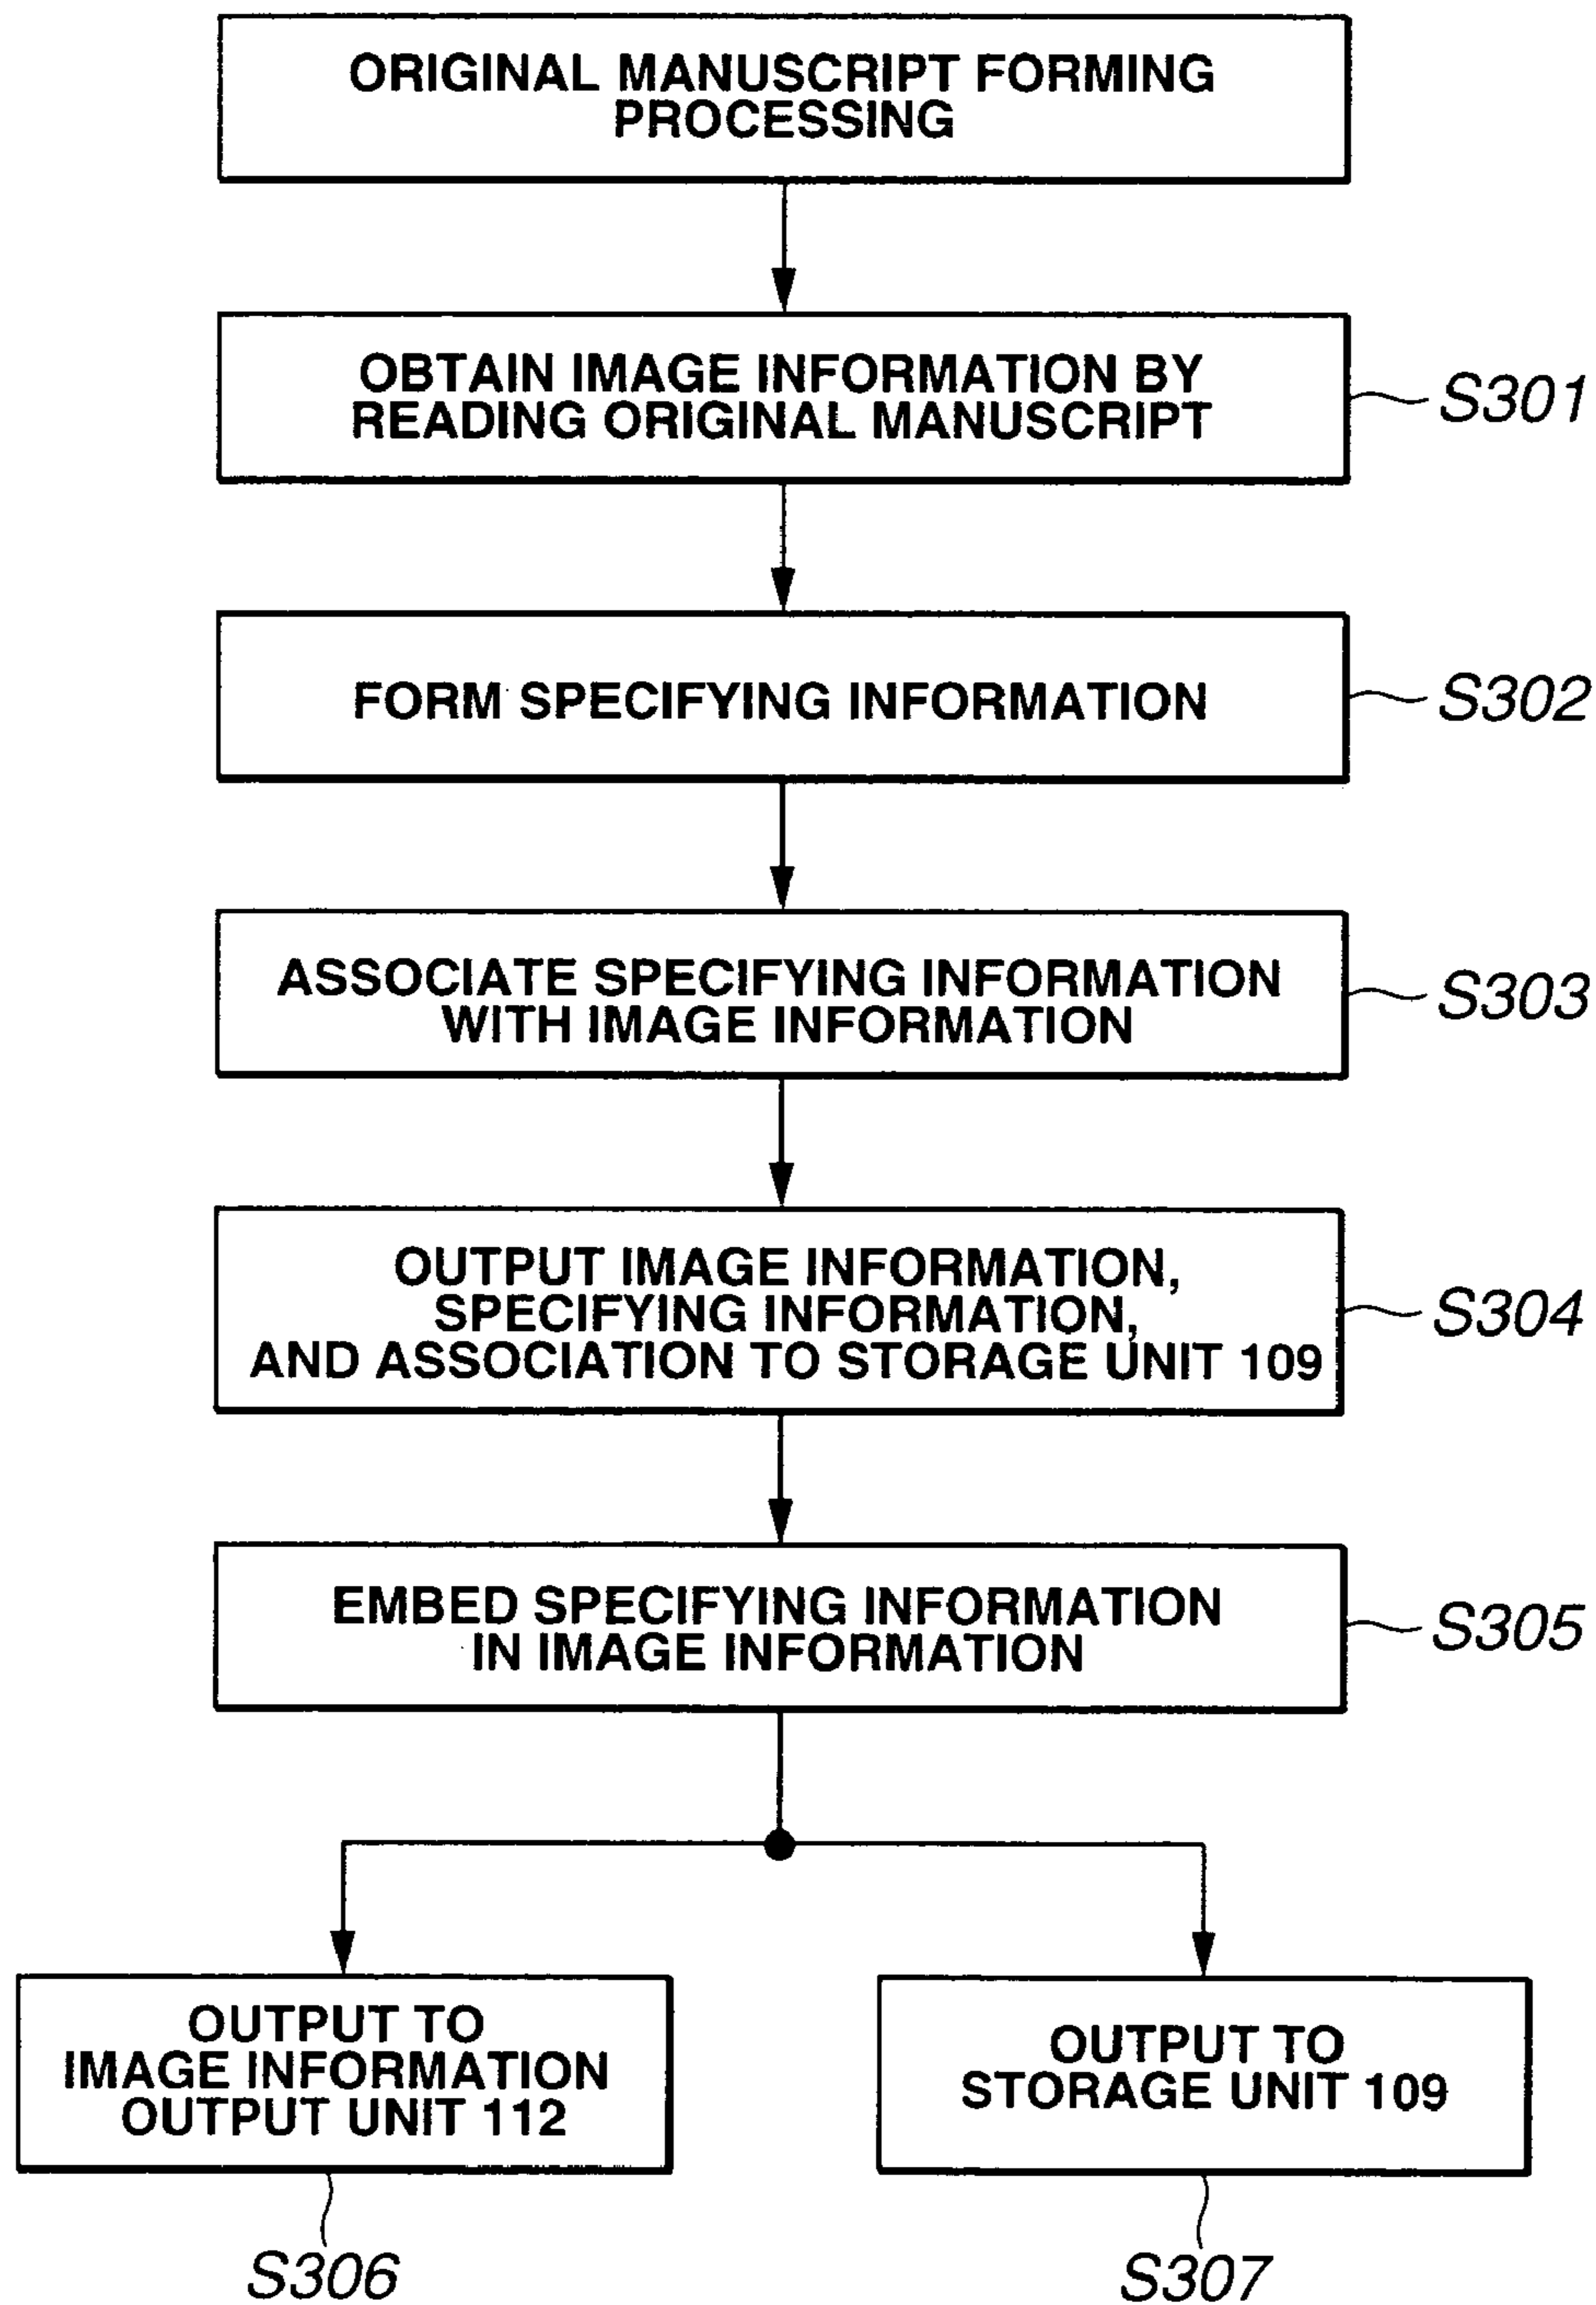 ORIGINAL MANUSCRIPT FORMING
PROCESSING
OBTAIN IMAGE INFORMATION BY
READING ORIGINAL MANUSCRIPT
S301
FORM SPECIFYING INFORMATION
S302
ASSOCIATE SPECIFYING INFORMATION
WITH IMAGE INFORMATION
S303
OUTPUT IMAGE INFORMATION,
SPECIFYING INFORMATION,
AND ASSOCIATION TO STORAGE UNIT 109
S304
EMBED SPECIFYING INFORMATION
IN IMAGE INFORMATION
S305
OUTPUT TO
IMAGE INFORMATION
OUTPUT UNIT 112
S306
OUTPUT TO
STORAGE UNIT 109
S307